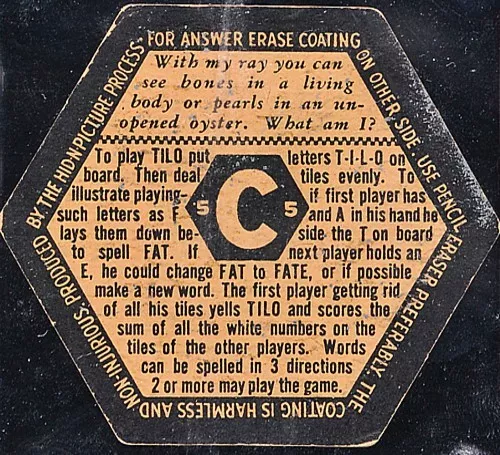 FOR ANSWER ERASE COATING
ON OTHER SIDE. USE PENCIL
ERASER PREFERABLY. THE
COATING IS HARMLESS AND
NON-INJURIOUS. PRODUCED
BY THE HID-N-PICTURE PROCESS
With my ray you can
see bones in a living
body or pearls in an un-
opened oyster. What am I?
To play TILO put letters T-I-L-O on
board. Then deal tiles evenly. To
illustrate playing- if first player has
such letters as F and A in his hand he
lays them down be- side the T on board
to spell FAT. If next player holds an
E, he could change FAT to FATE, or if possible
make a new word. The first player getting rid
of all his tiles yells TILO and scores the
sum of all the white numbers on the
tiles of the other players. Words
can be spelled in 3 directions
2 or more may play the game.
5 C 5